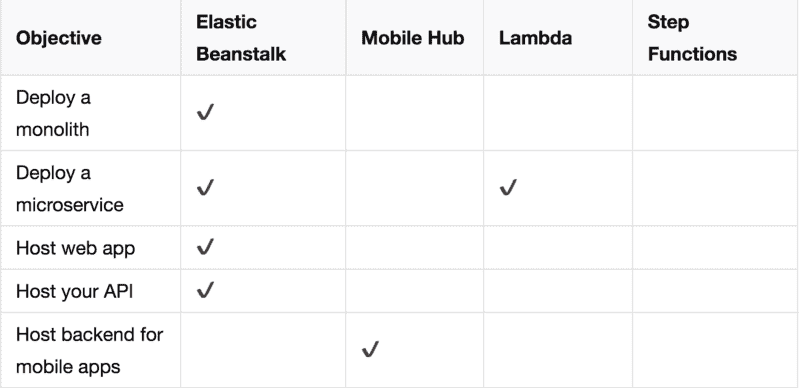 Objective Elastic Beanstalk Mobile Hub Lambda Step Functions
Deploy a monolith ✔
Deploy a microservice ✔ ✔
Host web app ✔
Host your API ✔
Host backend for mobile apps ✔